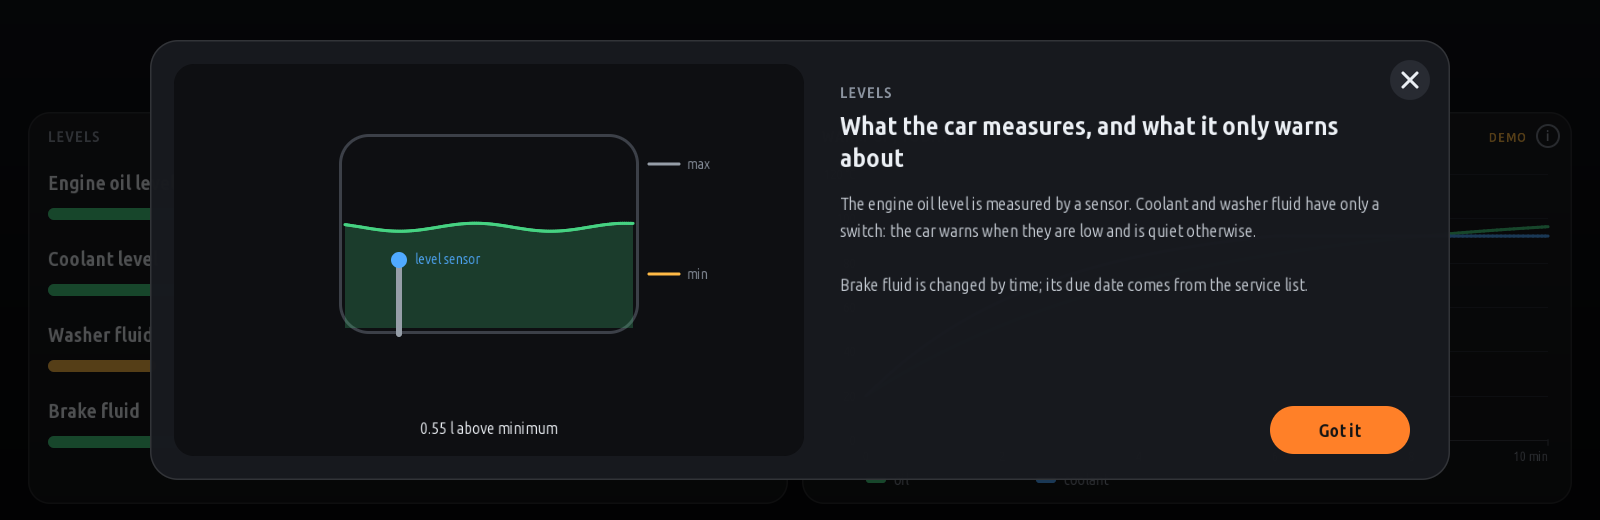 LEVELS
Engine oil le
Coolant leve
Washer fluid
Brake fluid
max
level sensor
min
0.55 l above minimum
LEVELS
What the car measures, and what it only warns
about
The engine oil level is measured by a sensor. Coolant and washer fluid have only a
switch: the car warns when they are low and is quiet otherwise.
Brake fluid is changed by time; its due date comes from the service list.
Got it
DEMO
i
10 min
coolant